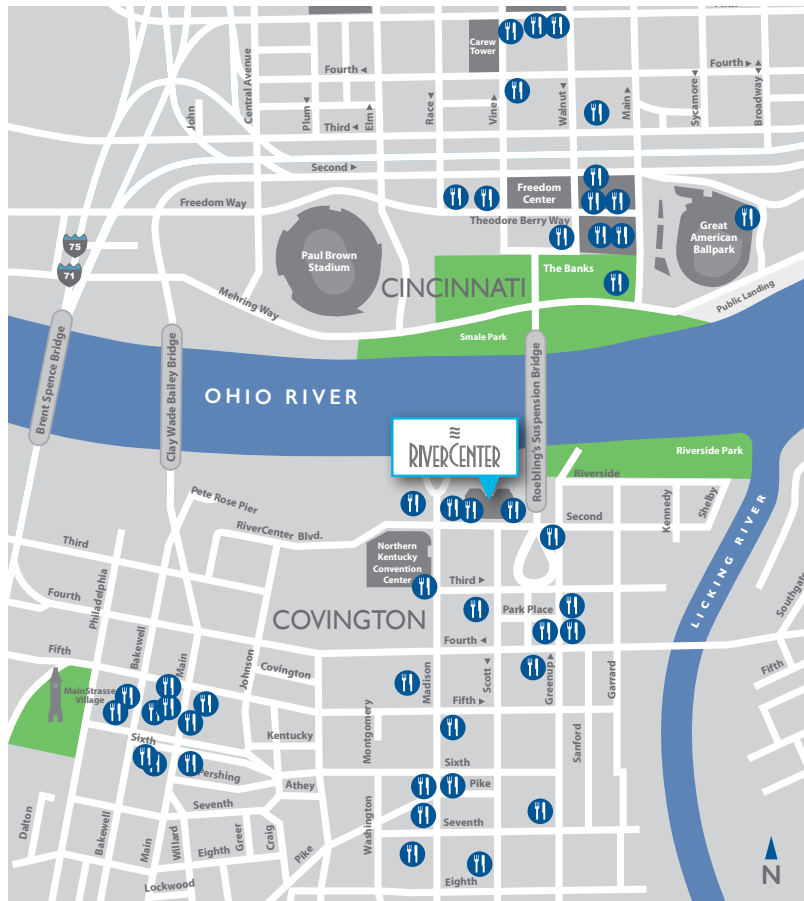 Carew
Tower
Fourth
Fourth
Central Avenue
John
Plum
Elm
Race
Vine
Walnut
Main
Sycamore
Broadway
Third
Second
Freedom Way
Freedom
Center
Theodore Berry Way
Great
American
Ballpark
75
71
Paul Brown
Stadium
CINCINNATI
The Banks
Mehring Way
Public Landing
Smale Park
Brent Spence Bridge
Clay Wade Bailey Bridge
Roebling's Suspension Bridge
OHIO RIVER
RIVERCENTER
Riverside Park
Riverside
Pete Rose Pier
RiverCenter Blvd.
Second
Kennedy
Shelby
LICKING RIVER
Third
Northern
Kentucky
Convention
Center
Third
Philadelphia
Fourth
Park Place
Southgate
COVINGTON
Fourth
Fifth
Bakewell
Main
Johnson
Covington
Madison
Scott
Greenup
Garrard
Fifth
MainStrasse
Village
Fifth
Montgomery
Sixth
Kentucky
Sanford
Sixth
Pershing
Athey
Pike
Seventh
Washington
Seventh
Dalton
Bakewell
Main
Willard
Eighth
Greer
Craig
Pike
Lockwood
Eighth
N